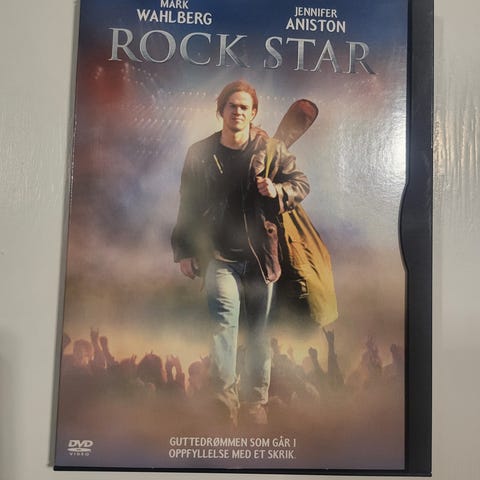 MARK
WAHLBERG
JENNIFER
ANISTON
ROCK STAR
GUTTEDRØMMEN SOM GÅR I
OPPFYLLELSE MED ET SKRIK.
DVD
VIDEO